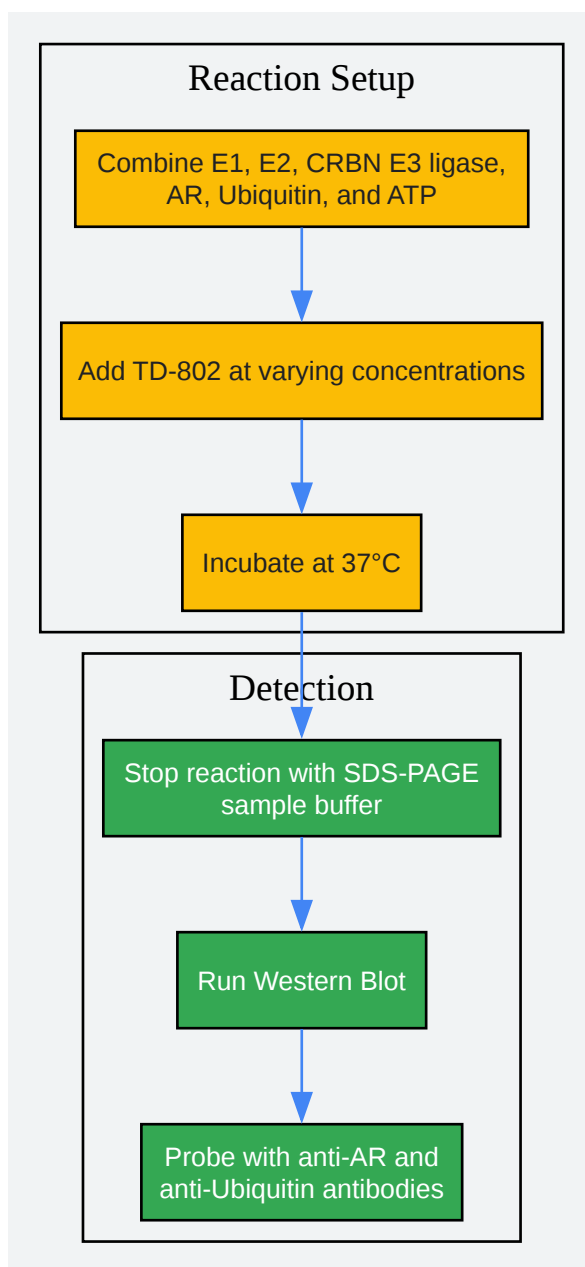 Reaction Setup
Combine E1, E2, CRBN E3 ligase,
AR, Ubiquitin, and ATP
Add TD-802 at varying concentrations
Incubate at 37°C
Detection
Stop reaction with SDS-PAGE
sample buffer
Run Western Blot
Probe with anti-AR and
anti-Ubiquitin antibodies